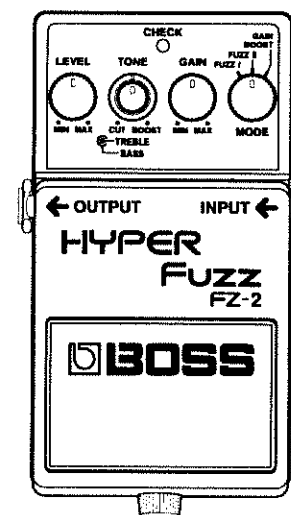 CHECK
LEVEL TONE GAIN
FUZZ I FUZZ II GAIN BOOST
MIN MAX CUT BOOST MIN MAX MODE
TREBLE
BASS
← OUTPUT INPUT ←
HYPER
FUZZ
FZ-2
BOSS